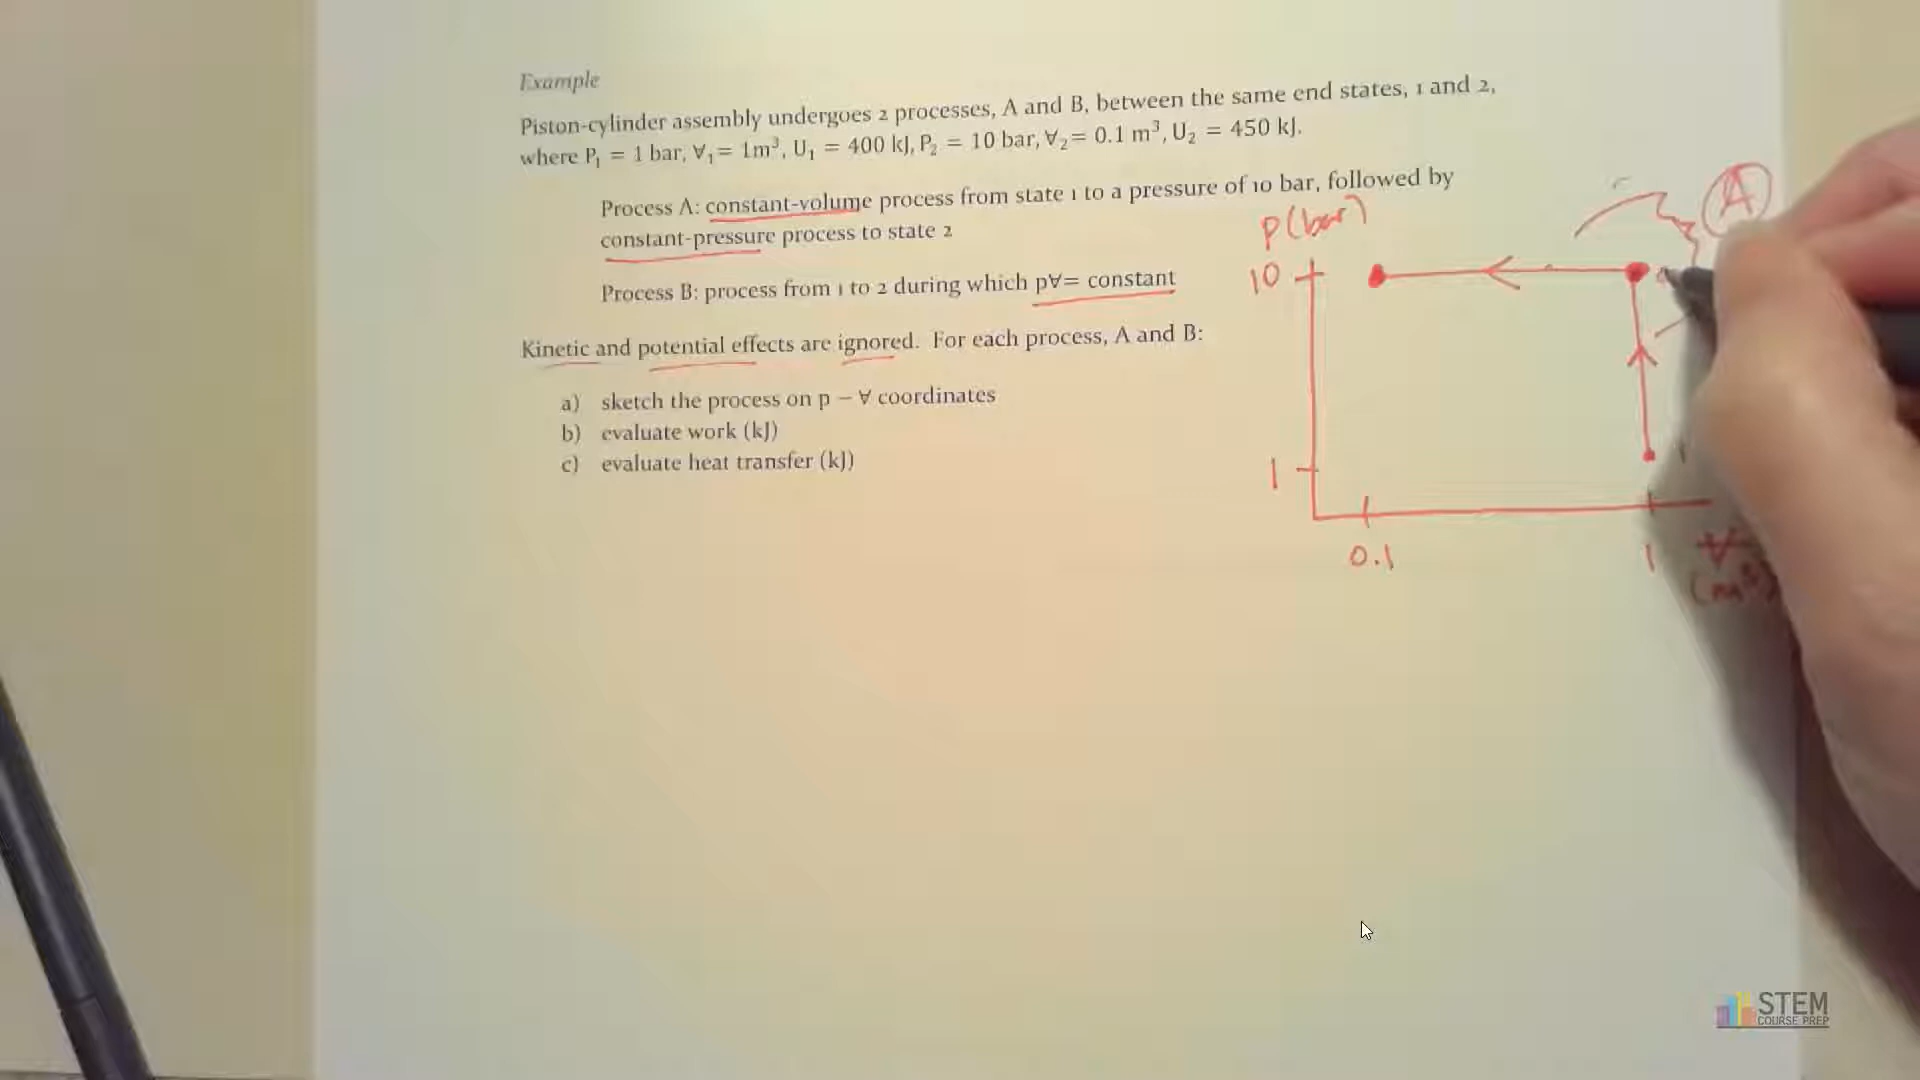 Example
Piston-cylinder assembly undergoes 2 processes, A and B, between the same end states, 1 and 2,
where P₁ = 1 bar, ∀₁= 1m³, U₁ = 400 kJ, P₂ = 10 bar, ∀₂= 0.1 m³, U₂ = 450 kJ.
Process A: constant-volume process from state 1 to a pressure of 10 bar, followed by
constant-pressure process to state 2
Process B: process from 1 to 2 during which p∀= constant
Kinetic and potential effects are ignored. For each process, A and B:
a) sketch the process on p – ∀ coordinates
b) evaluate work (kJ)
c) evaluate heat transfer (kJ)
P(bar)
A
10
1
1
0.1
1
∀
(m³)
STEM
COURSE PREP